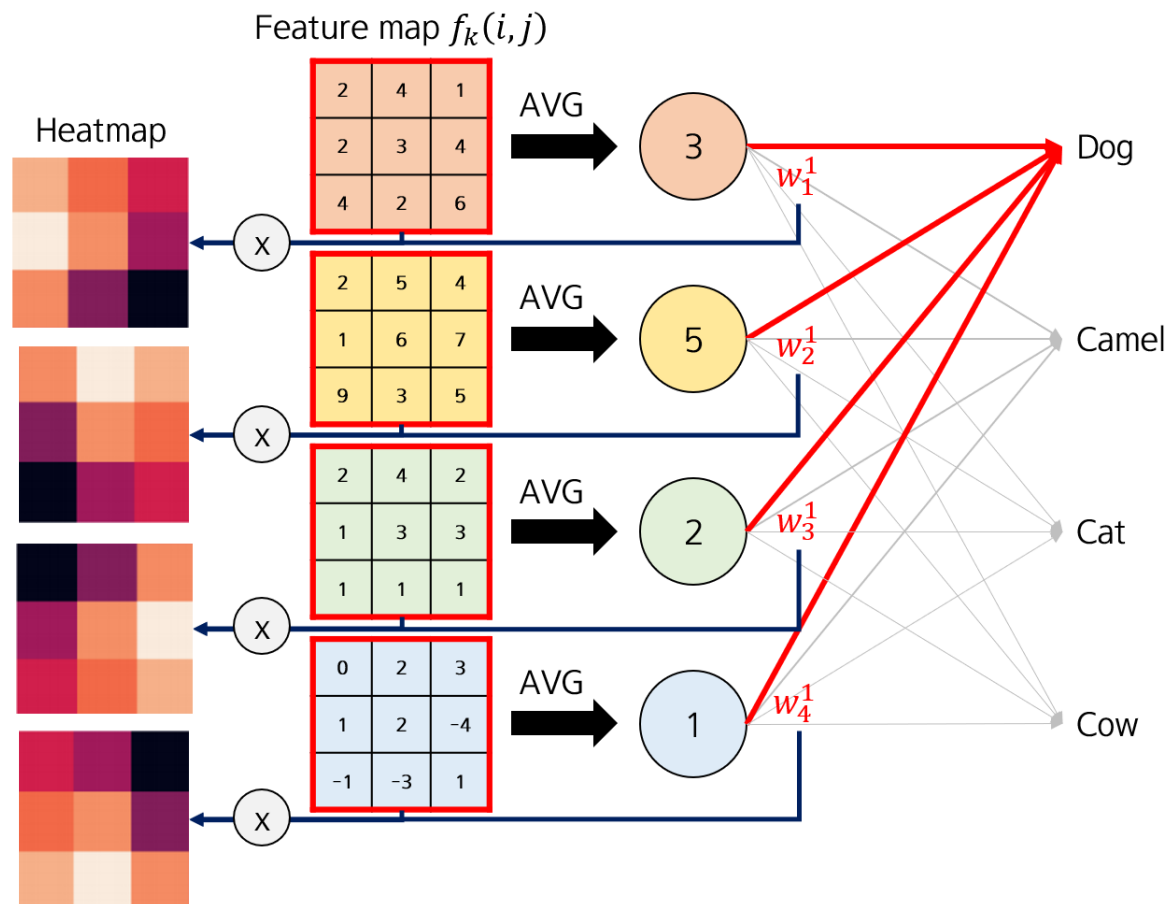 Feature map f_k(i, j)
Heatmap
2 4 1
2 3 4
4 2 6
AVG
3
w_1^1
Dog
X
2 5 4
1 6 7
9 3 5
AVG
5
w_2^1
Camel
X
2 4 2
1 3 3
1 1 1
AVG
2
w_3^1
Cat
X
0 2 3
1 2 -4
-1 -3 1
AVG
1
w_4^1
Cow
X